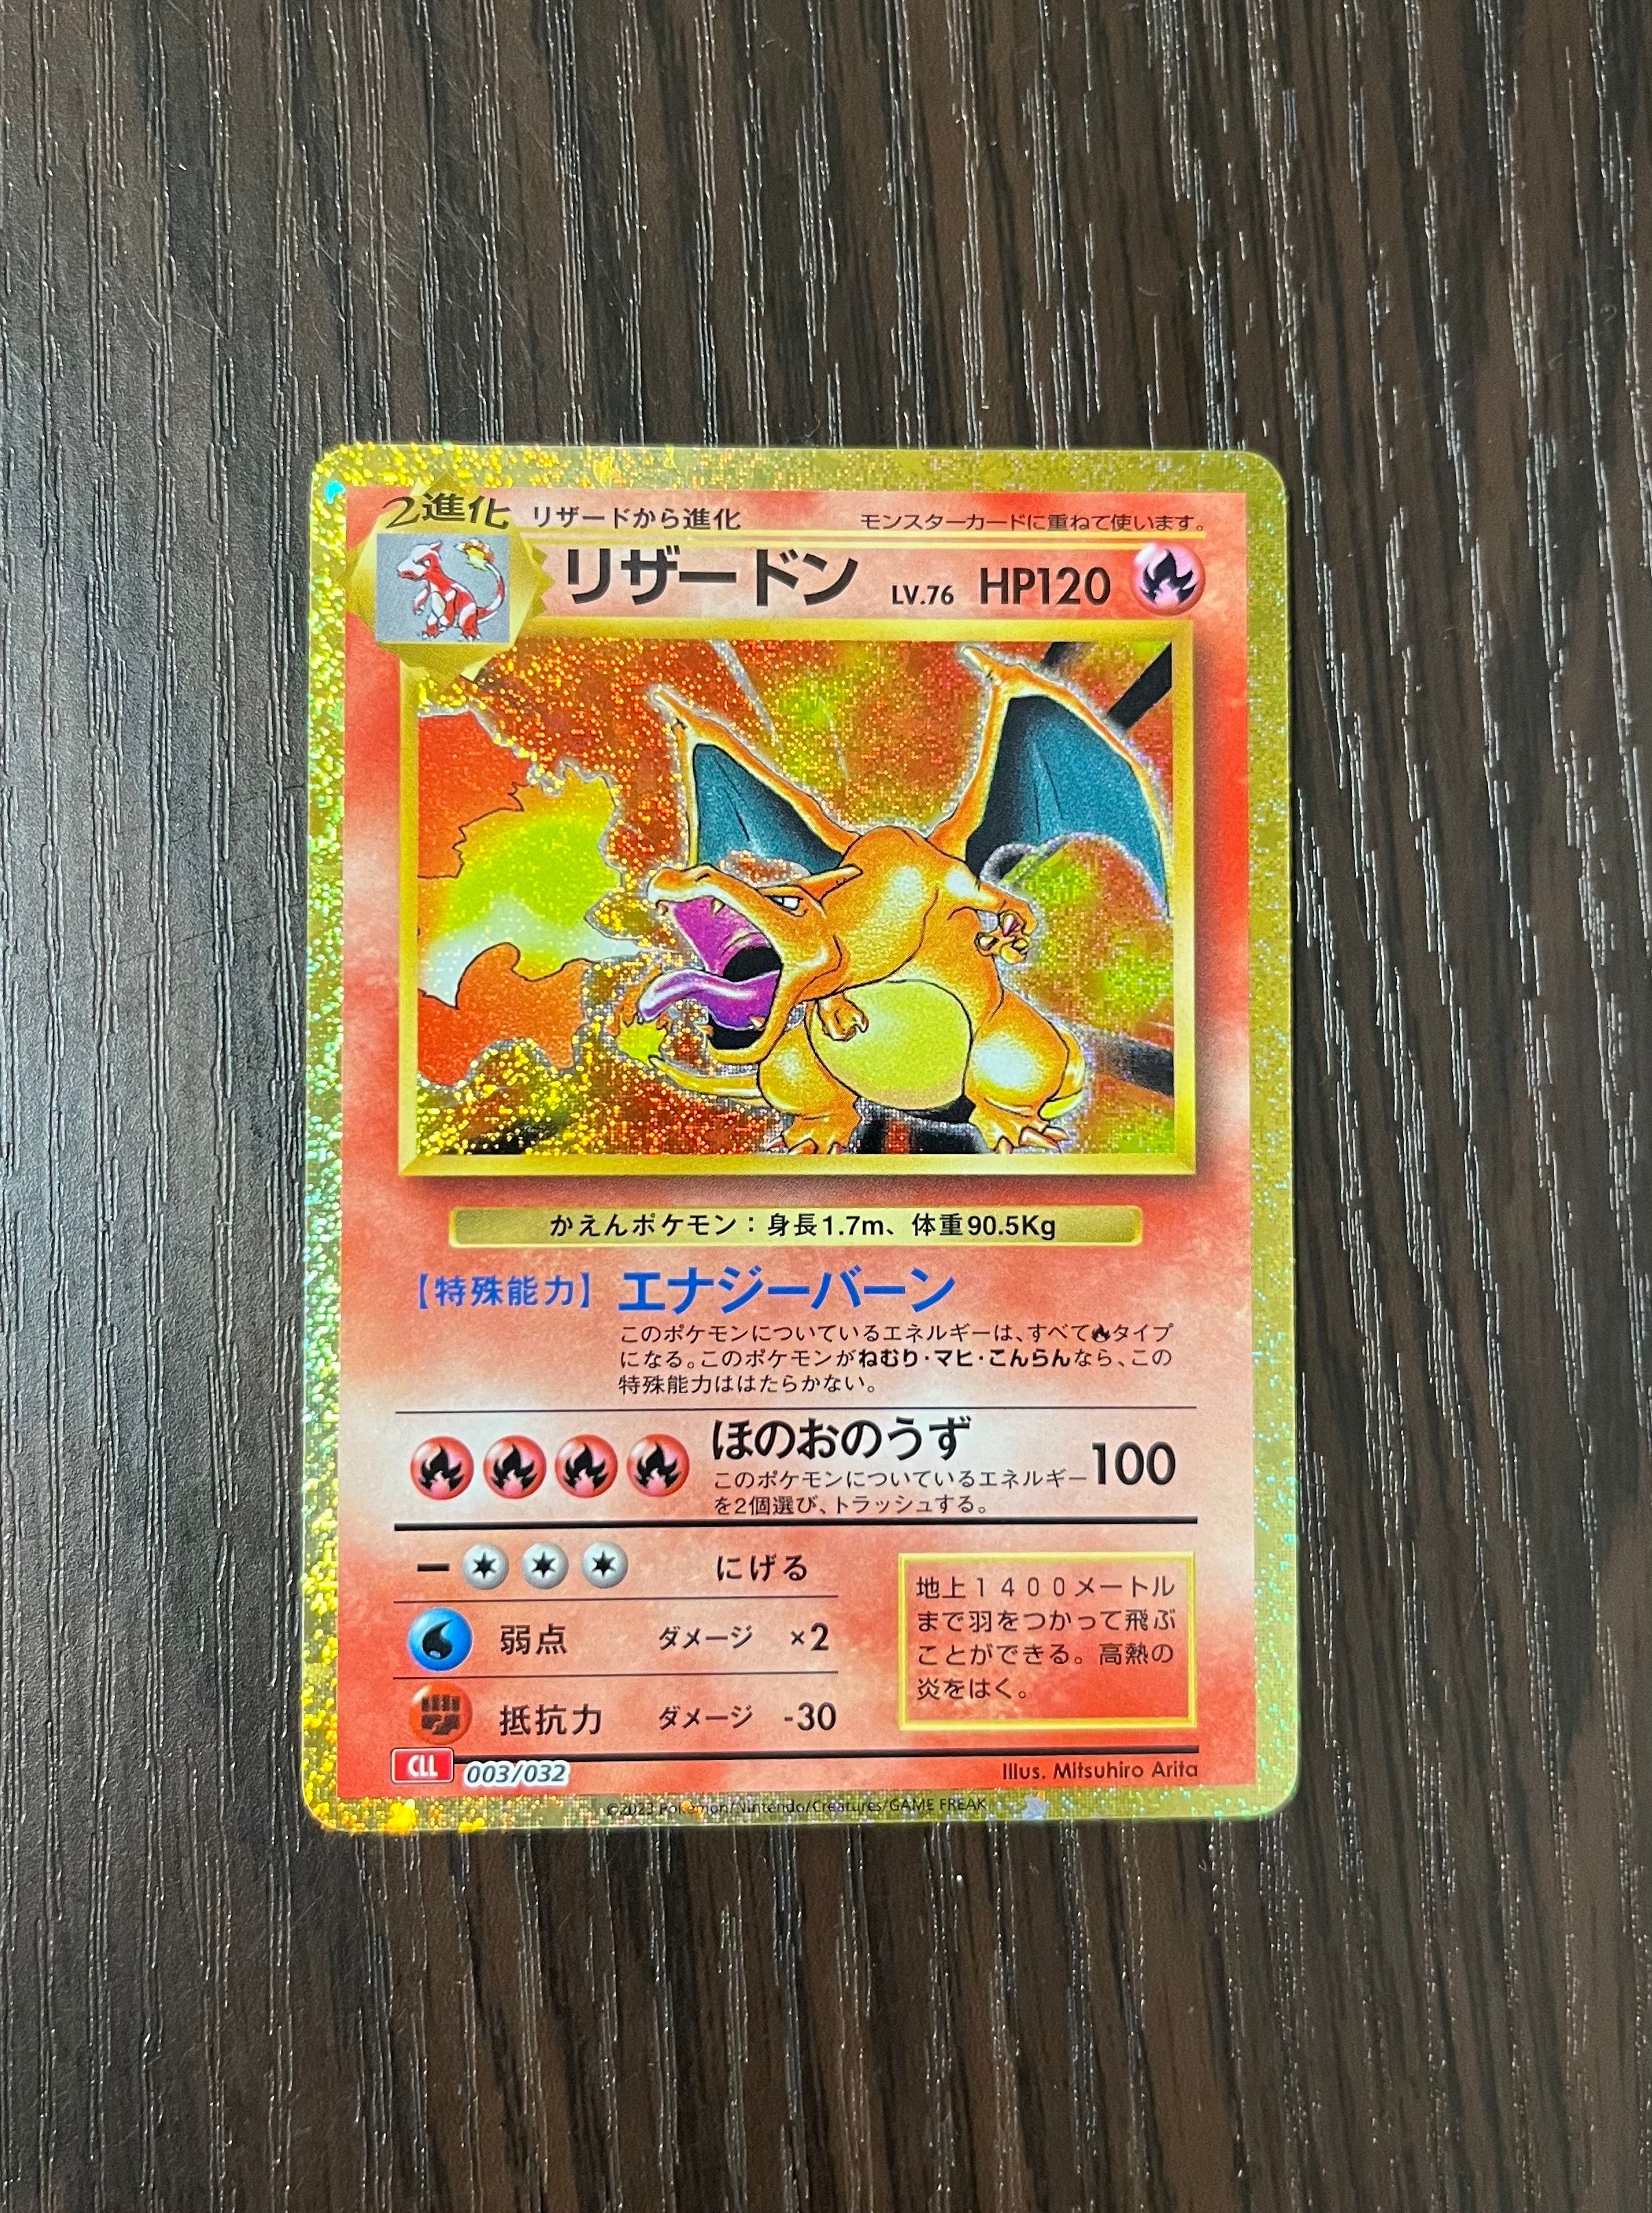 2進化 リザードから進化 モンスターカードに重ねて使います。
リザードン LV.76 HP120
かえんポケモン：身長1.7m、体重90.5Kg
【特殊能力】エナジーバーン
このポケモンについているエネルギーは、すべてタイプ
になる。このポケモンがねむり・マヒ・こんらんなら、この
特殊能力ははたらかない。
ほのおのうず 100
このポケモンについているエネルギー
を2個選び、トラッシュする。
ー にげる
弱点 ダメージ ×2
抵抗力 ダメージ -30
地上1400メートル
まで羽をつかって飛ぶ
ことができる。高熱の
炎をはく。
CLL 003/032 Illus. Mitsuhiro Arita
©2023 Pokémon/Nintendo/Creatures/GAME FREAK